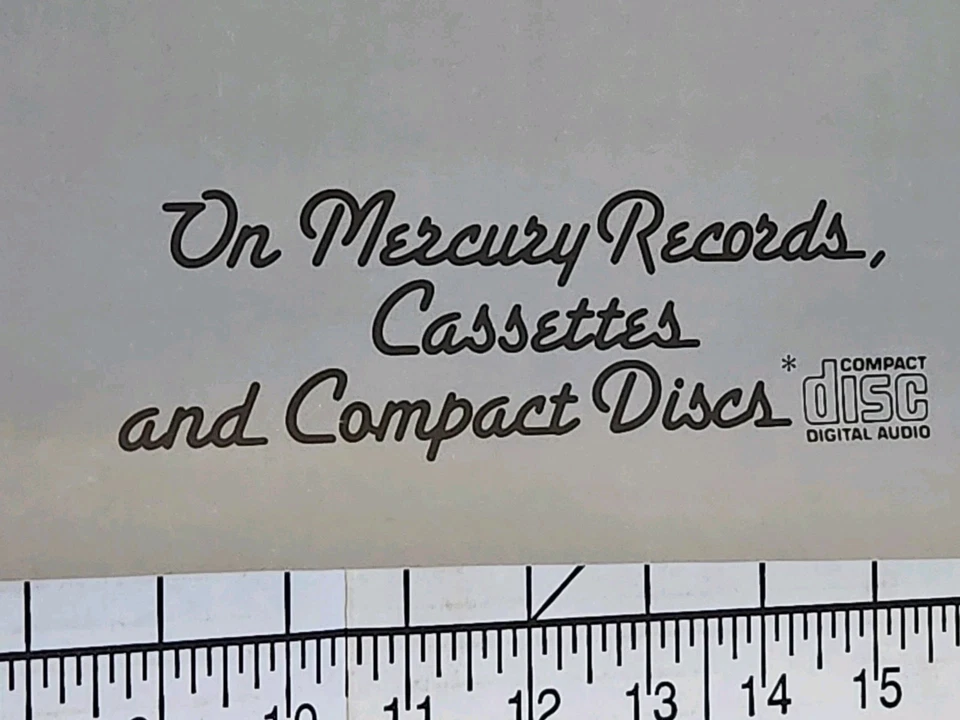 On Mercury Records,
Cassettes
and Compact Discs*
COMPACT
disc
DIGITAL AUDIO
10 11 12 13 14 15